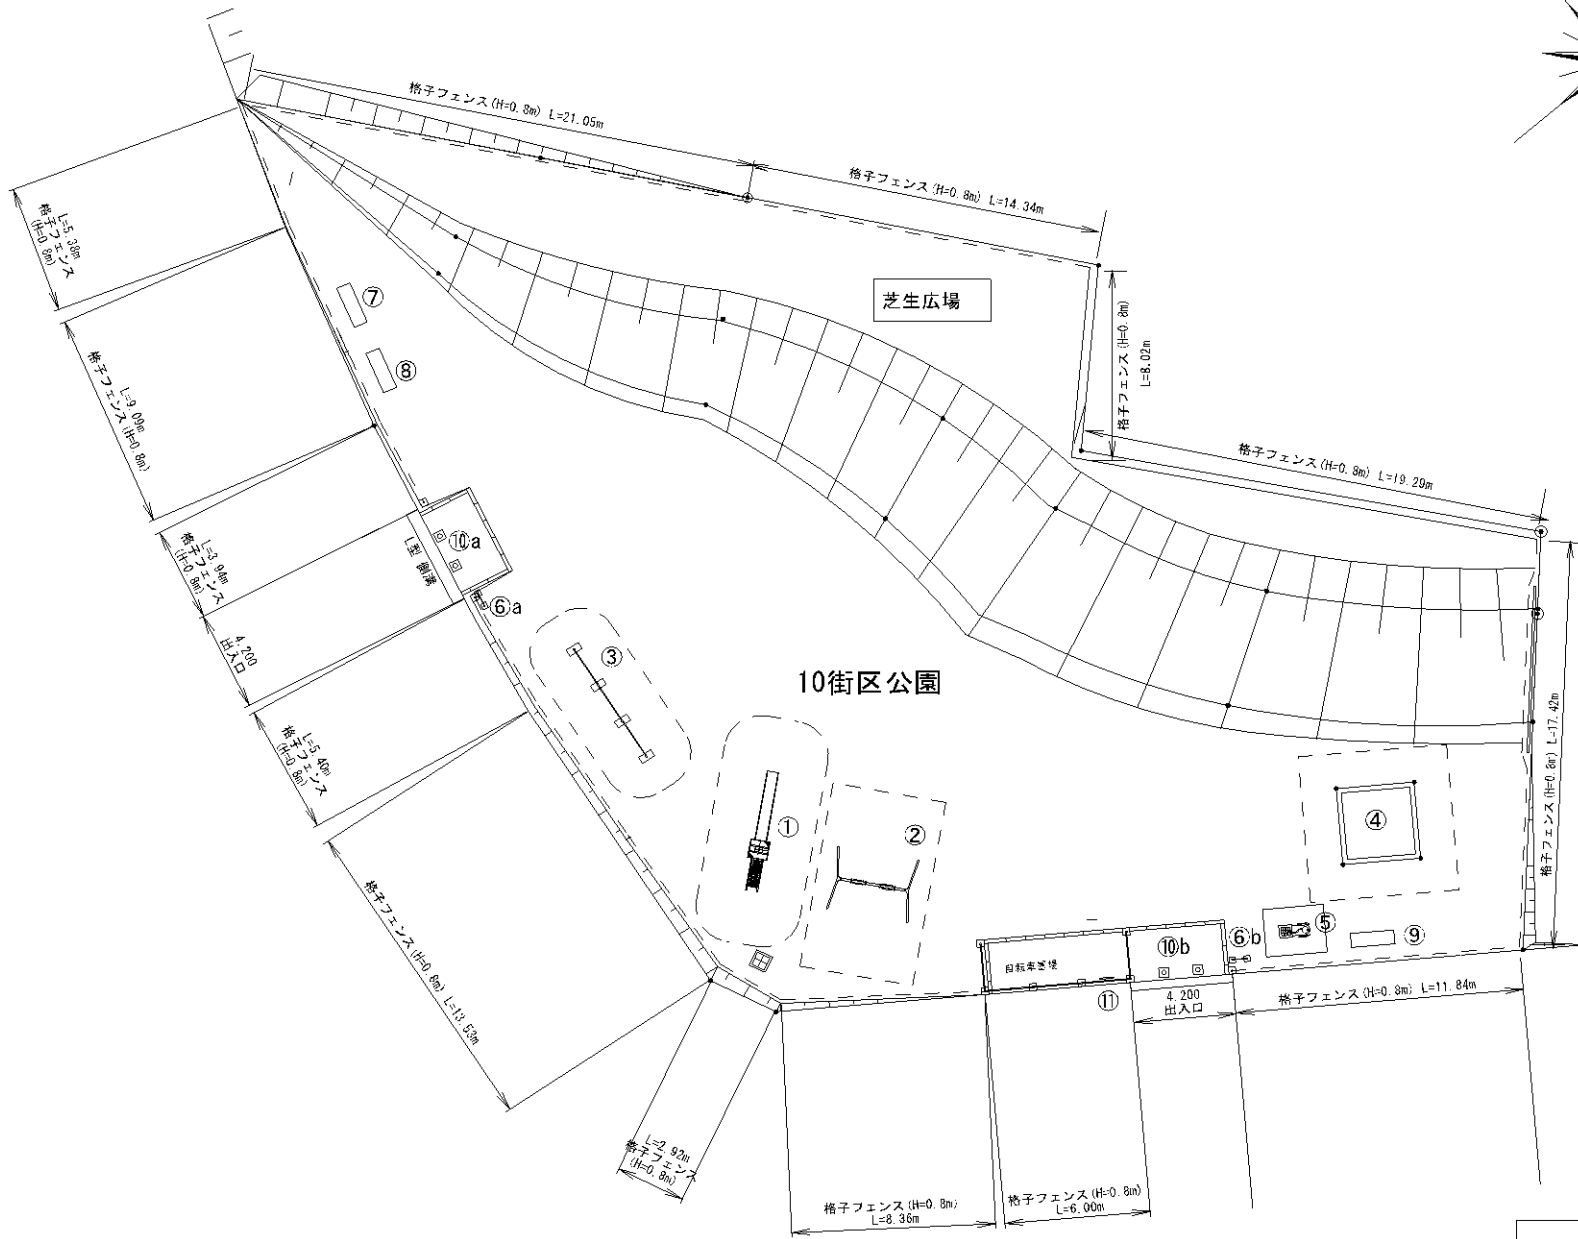 格子フェンス(H=0.8m) L=21.05m
格子フェンス(H=0.8m) L=14.34m
L=5.38m
格子フェンス
(H=0.8m)
芝生広場
格子フェンス(H=0.8m)
L=8.02m
⑦
⑧
L=9.09m
格子フェンス(H=0.8m)
格子フェンス(H=0.8m) L=19.29m
L=3.94m
格子フェンス
(H=0.8m)
⑩a
L型側溝
⑥a
4.200
出入口
③
10街区公園
L=5.40m
格子フェンス
(H=0.8m)
格子フェンス(H=0.8m) L=17.42m
①
②
④
格子フェンス(H=0.8m) L=13.53m
⑤
⑨
⑥b
⑩b
自転車置場
⑪
4.200
出入口
格子フェンス(H=0.8m) L=11.84m
L=2.92m
格子フェンス
(H=0.8m)
格子フェンス(H=0.8m)
L=8.36m
格子フェンス(H=0.8m)
L=6.00m